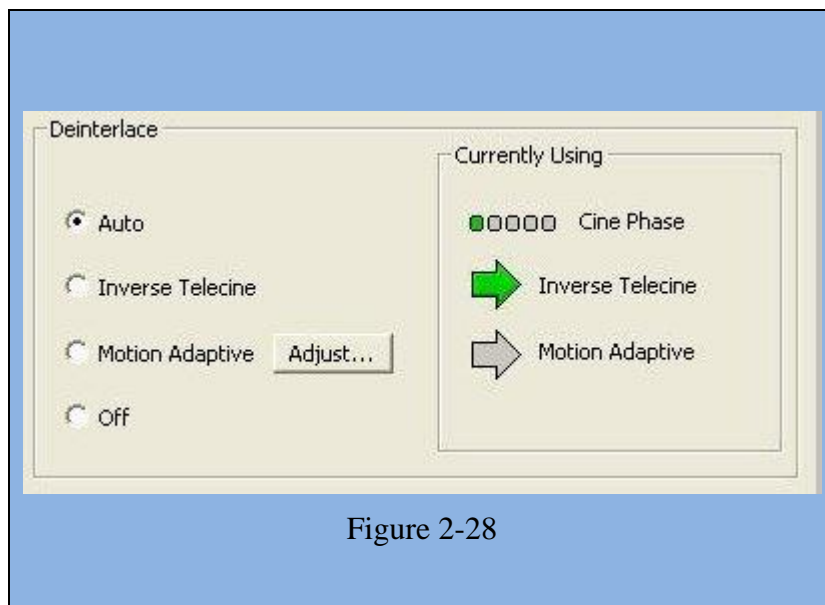 Deinterlace
Auto
Inverse Telecine
Motion Adaptive Adjust...
Off
Currently Using
Cine Phase
Inverse Telecine
Motion Adaptive
Figure 2-28